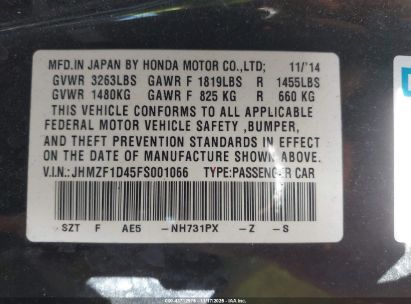 MFD.IN JAPAN BY HONDA MOTOR CO.,LTD; 11/'14
GVWR 3263LBS GAWR F 1819LBS R 1455LBS
GVWR 1480KG GAWR F 825 KG R 660 KG
THIS VEHICLE CONFORMS TO ALL APPLICABLE
FEDERAL MOTOR VEHICLE SAFETY ,BUMPER,
AND THEFT PREVENTION STANDARDS IN EFFECT
ON THE DATE OF MANUFACTURE SHOWN ABOVE.
V.I.N:JHMZF1D45FS001066 TYPE:PASSENGER CAR
SZT F AE5 -NH731PX -Z -S